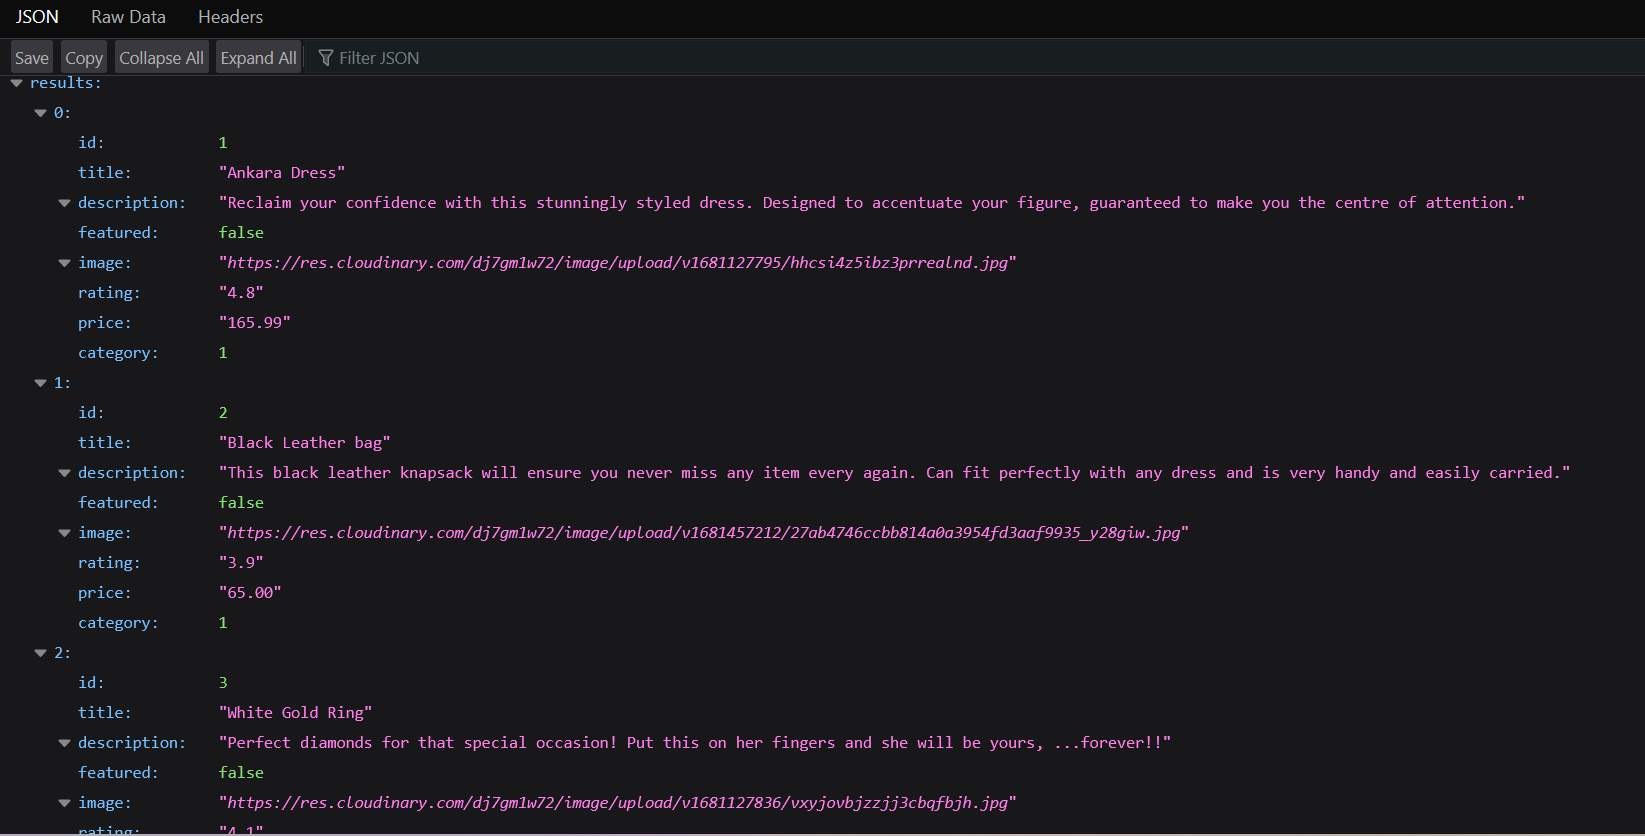 JSON Raw Data Headers
Save Copy Collapse All Expand All Filter JSON
results:
0:
id: 1
title: "Ankara Dress"
description: "Reclaim your confidence with this stunningly styled dress. Designed to accentuate your figure, guaranteed to make you the centre of attention."
featured: false
image: "https://res.cloudinary.com/dj7gm1w72/image/upload/v1681127795/hhcsi4z5ibz3prrealnd.jpg"
rating: "4.8"
price: "165.99"
category: 1
1:
id: 2
title: "Black Leather bag"
description: "This black leather knapsack will ensure you never miss any item every again. Can fit perfectly with any dress and is very handy and easily carried."
featured: false
image: "https://res.cloudinary.com/dj7gm1w72/image/upload/v1681457212/27ab4746ccbb814a0a3954fd3aaf9935_y28giw.jpg"
rating: "3.9"
price: "65.00"
category: 1
2:
id: 3
title: "White Gold Ring"
description: "Perfect diamonds for that special occasion! Put this on her fingers and she will be yours, ...forever!!"
featured: false
image: "https://res.cloudinary.com/dj7gm1w72/image/upload/v1681127836/vxyjovbjzzjj3cbqfbjh.jpg"
rating: "4.1"